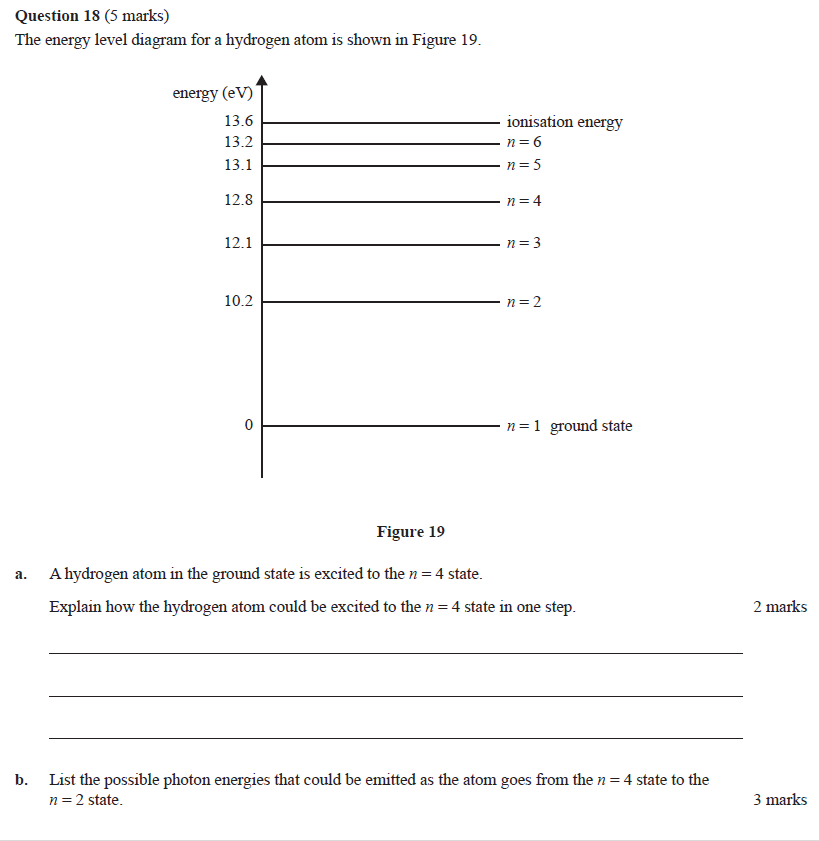 Question 18 (5 marks)
The energy level diagram for a hydrogen atom is shown in Figure 19.
energy (eV)
13.6 ionisation energy
13.2 n = 6
13.1 n = 5
12.8 n = 4
12.1 n = 3
10.2 n = 2
0 n = 1 ground state
Figure 19
a. A hydrogen atom in the ground state is excited to the n = 4 state.
Explain how the hydrogen atom could be excited to the n = 4 state in one step. 2 marks
b. List the possible photon energies that could be emitted as the atom goes from the n = 4 state to the
n = 2 state. 3 marks